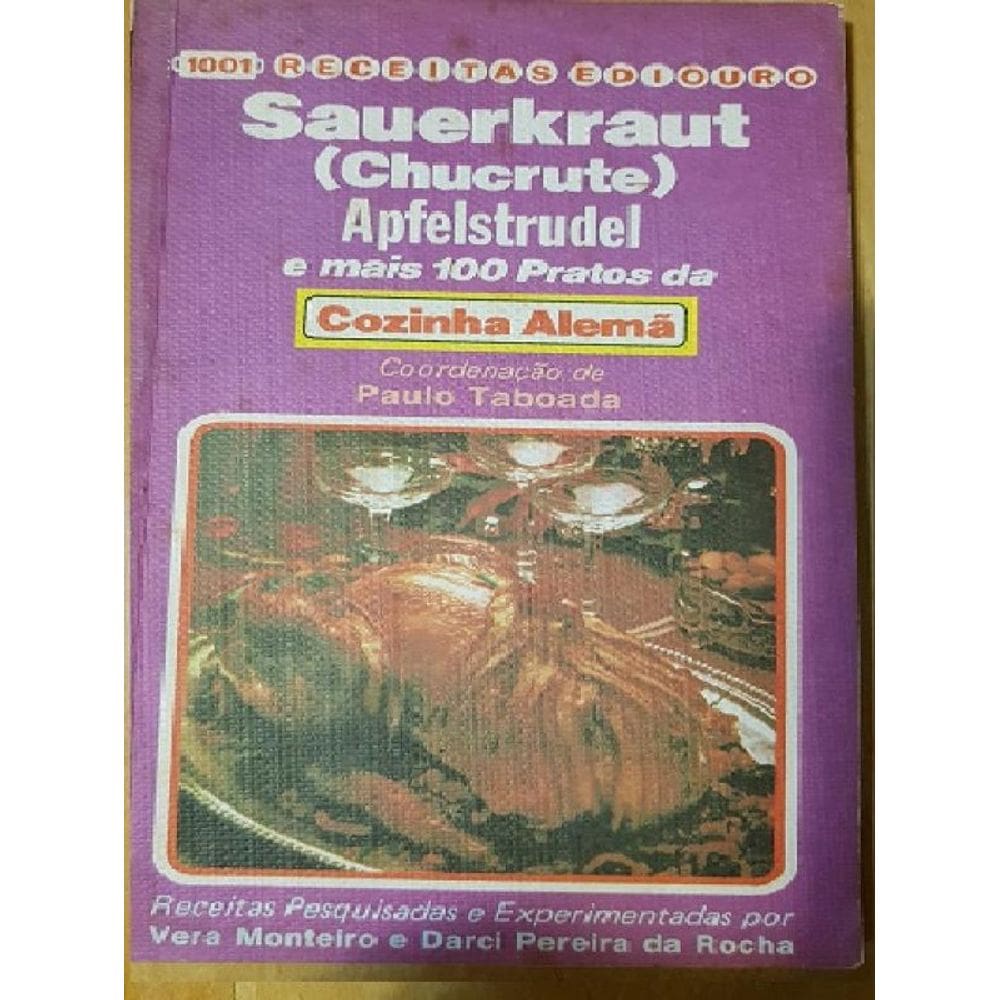 1001 RECEITAS EDIOURO
Sauerkraut
(Chucrute)
Apfelstrudel
e mais 100 Pratos da
Cozinha Alemã
Coordenação de
Paulo Taboada
Receitas Pesquisadas e Experimentadas por
Vera Monteiro e Darci Pereira da Rocha